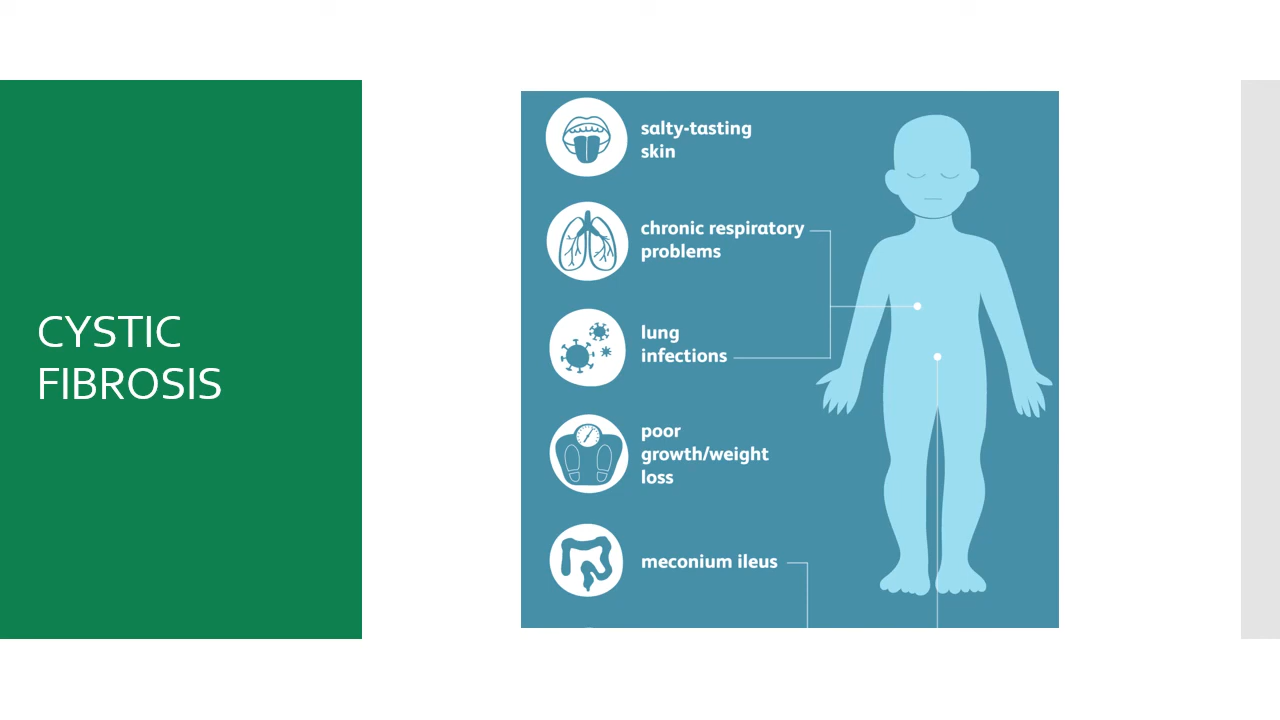 CYSTIC
FIBROSIS
salty-tasting
skin
chronic respiratory
problems
lung
infections
poor
growth/weight
loss
meconium ileus